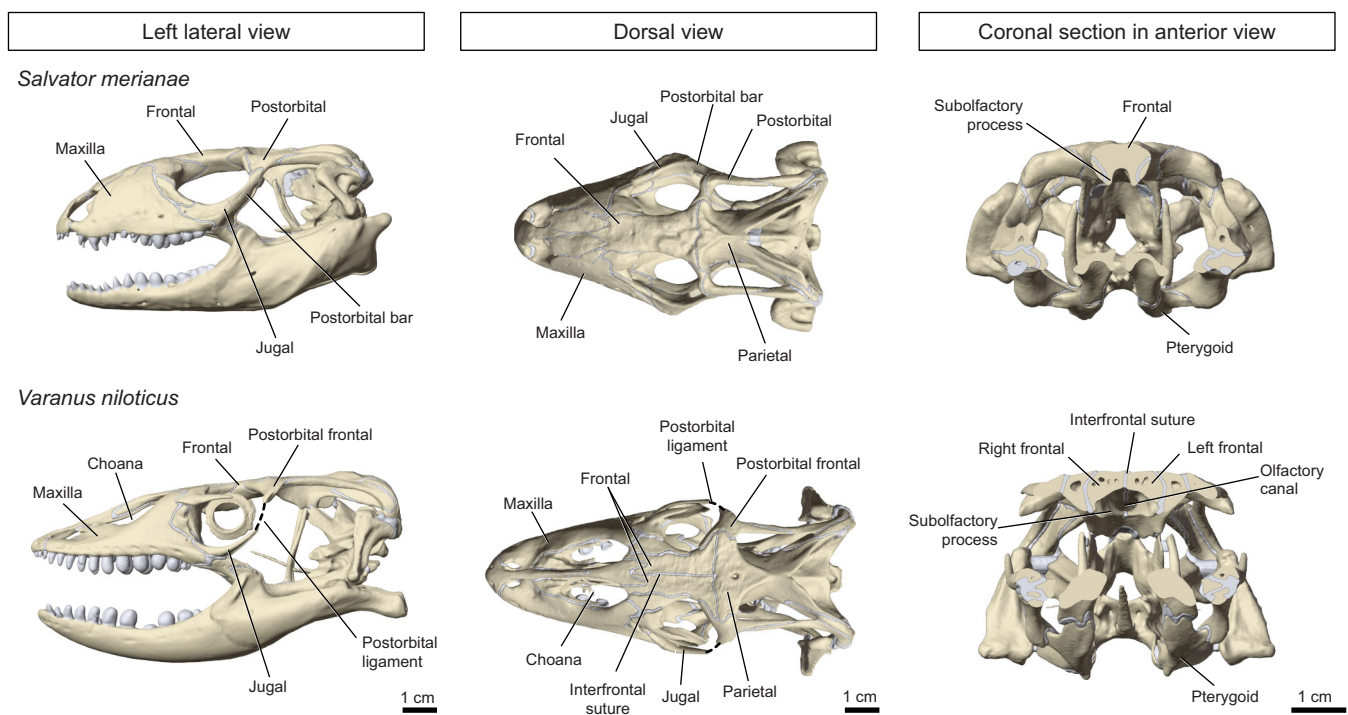 Left lateral view
Dorsal view
Coronal section in anterior view
Salvator merianae
Frontal
Postorbital
Maxilla
Postorbital bar
Jugal
Postorbital bar
Jugal
Postorbital
Frontal
Maxilla
Parietal
Subolfactory
process
Frontal
Pterygoid
Varanus niloticus
Postorbital frontal
Frontal
Choana
Maxilla
Postorbital
ligament
Jugal
1 cm
Postorbital
ligament
Postorbital frontal
Frontal
Maxilla
Choana
Interfrontal
suture
Jugal
Parietal
1 cm
Interfrontal suture
Right frontal
Left frontal
Olfactory
canal
Subolfactory
process
Pterygoid
1 cm